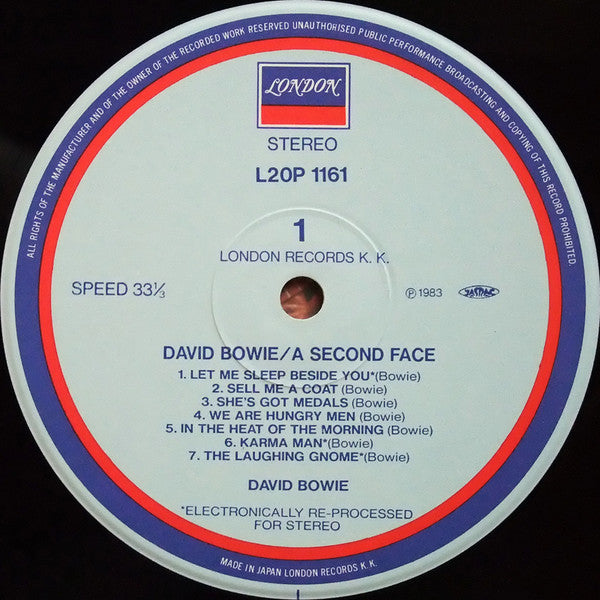 ALL RIGHTS OF THE MANUFACTURER AND OF THE OWNER OF THE RECORDED WORK RESERVED UNAUTHORISED PUBLIC PERFORMANCE BROADCASTING AND COPYING OF THIS RECORD PROHIBITED.
LONDON
STEREO
L20P 1161
1
LONDON RECORDS K. K.
SPEED 33⅓
℗ 1983 JASRAC
DAVID BOWIE/A SECOND FACE
1. LET ME SLEEP BESIDE YOU*(Bowie)
2. SELL ME A COAT (Bowie)
3. SHE'S GOT MEDALS (Bowie)
4. WE ARE HUNGRY MEN (Bowie)
5. IN THE HEAT OF THE MORNING (Bowie)
6. KARMA MAN*(Bowie)
7. THE LAUGHING GNOME*(Bowie)
DAVID BOWIE
*ELECTRONICALLY RE-PROCESSED
FOR STEREO
MADE IN JAPAN LONDON RECORDS K. K.